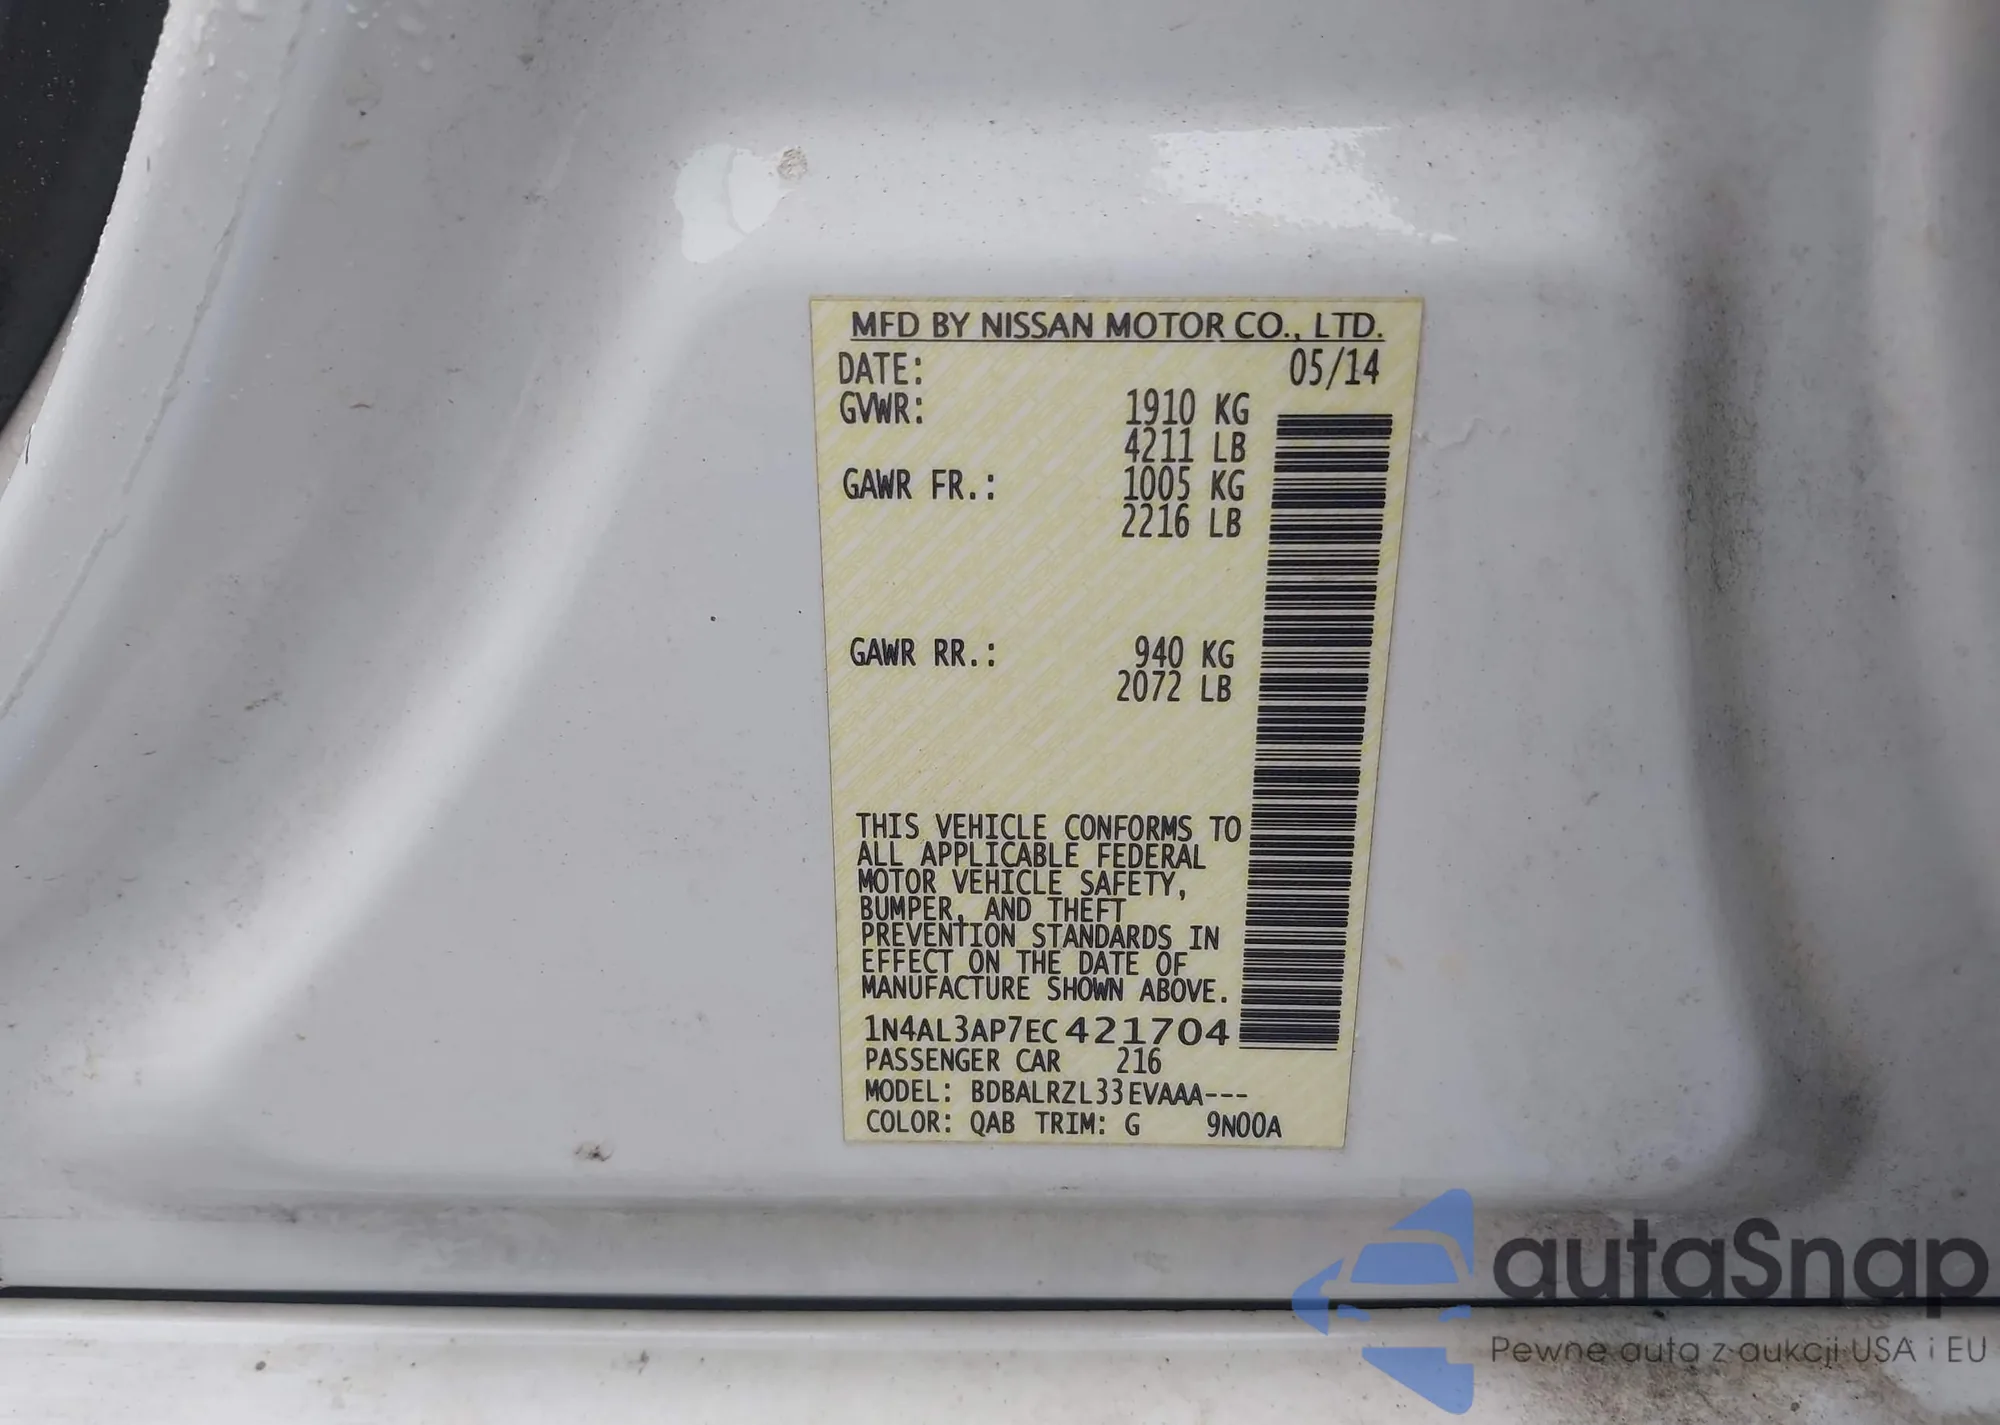 MFD BY NISSAN MOTOR CO., LTD.
DATE: 05/14
GVWR: 1910 KG
4211 LB
GAWR FR.: 1005 KG
2216 LB
GAWR RR.: 940 KG
2072 LB
THIS VEHICLE CONFORMS TO
ALL APPLICABLE FEDERAL
MOTOR VEHICLE SAFETY,
BUMPER, AND THEFT
PREVENTION STANDARDS IN
EFFECT ON THE DATE OF
MANUFACTURE SHOWN ABOVE.
1N4AL3AP7EC421704
PASSENGER CAR 216
MODEL: BDBALRZL33EVAAA---
COLOR: QAB TRIM: G 9N00A
autaSnap
Pewne auta z aukcji USA i EU